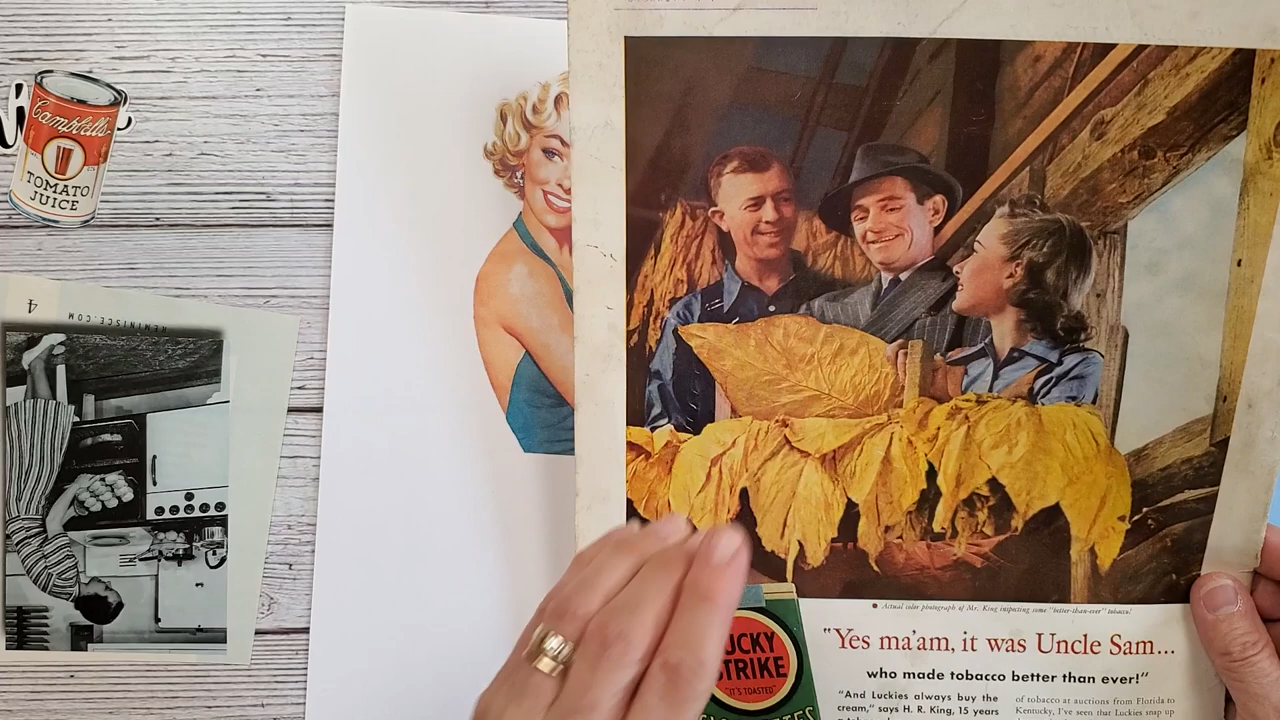 Campbell's
TOMATO
JUICE
4
REMINISCE.COM
Actual color photograph of Mr. King inspecting some "better-than-ever" tobacco!
"Yes ma'am, it was Uncle Sam...
who made tobacco better than ever!"
"And Luckies always buy the
cream," says H. R. King, 15 years
of tobacco at auctions from Florida to
Kentucky, I've seen that Luckies snap up
UCKY
STRIKE
"IT'S TOASTED"